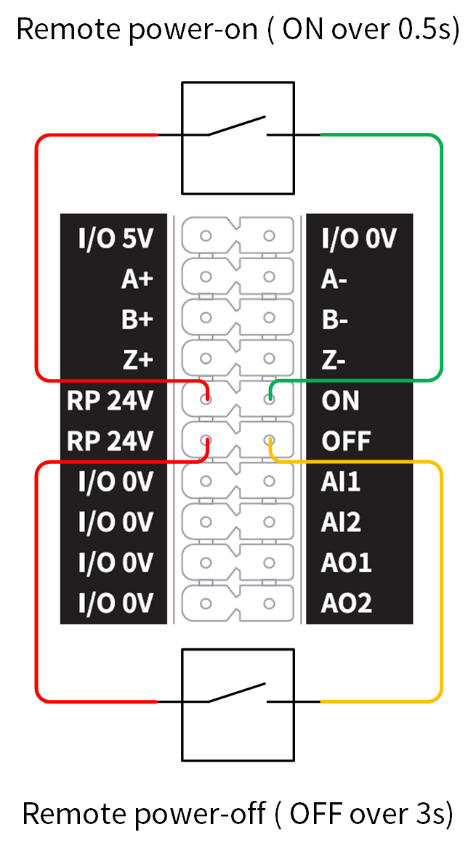 Remote power-on ( ON over 0.5s)
I/O 5V I/O 0V
A+ A-
B+ B-
Z+ Z-
RP 24V ON
RP 24V OFF
I/O 0V AI1
I/O 0V AI2
I/O 0V AO1
I/O 0V AO2
Remote power-off ( OFF over 3s)